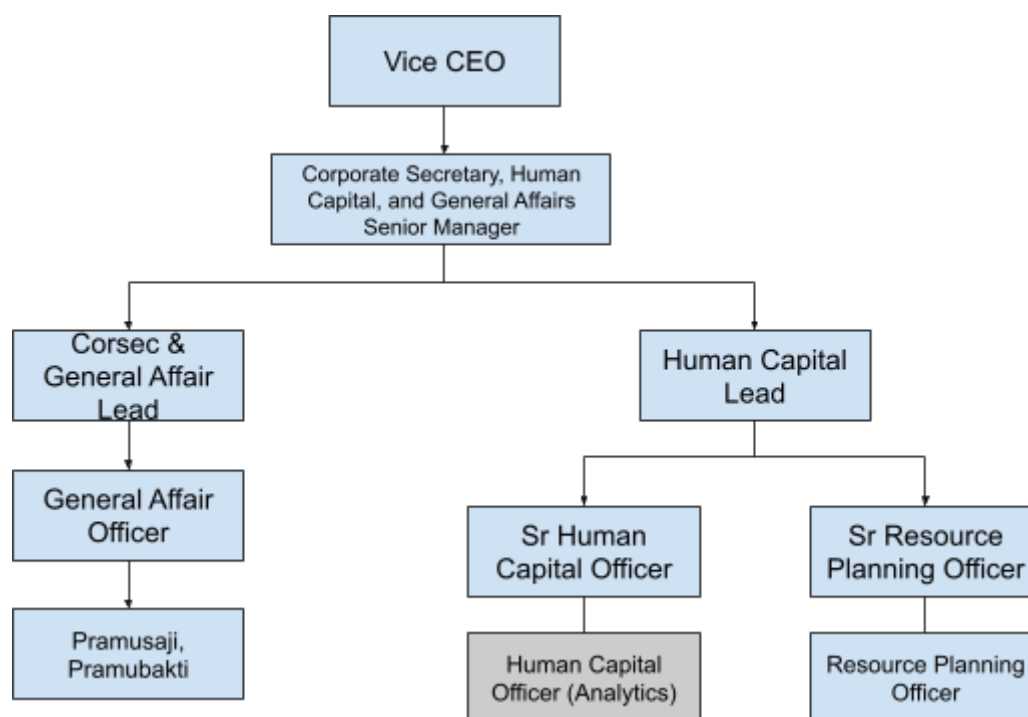 Vice CEO
Corporate Secretary, Human
Capital, and General Affairs
Senior Manager
Corsec &
General Affair
Lead
Human Capital
Lead
General Affair
Officer
Sr Human
Capital Officer
Sr Resource
Planning Officer
Pramusaji,
Pramubakti
Human Capital
Officer (Analytics)
Resource Planning
Officer